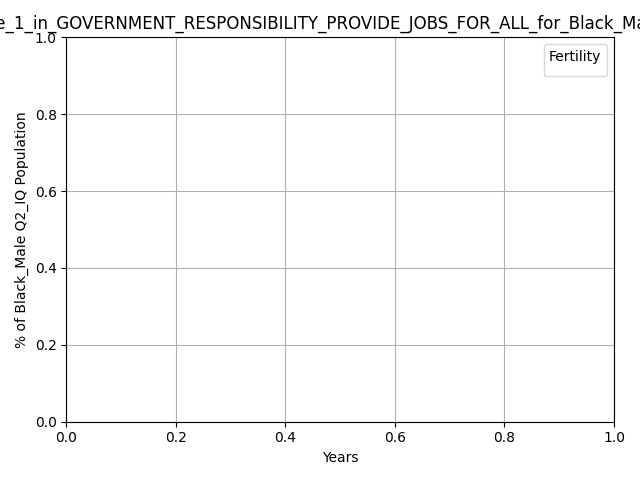 e_1_in_GOVERNMENT_RESPONSIBILITY_PROVIDE_JOBS_FOR_ALL_for_Black_Ma
Fertility
% of Black_Male Q2_IQ Population
1.0
0.8
0.6
0.4
0.2
0.0
0.0 0.2 0.4 0.6 0.8 1.0
Years